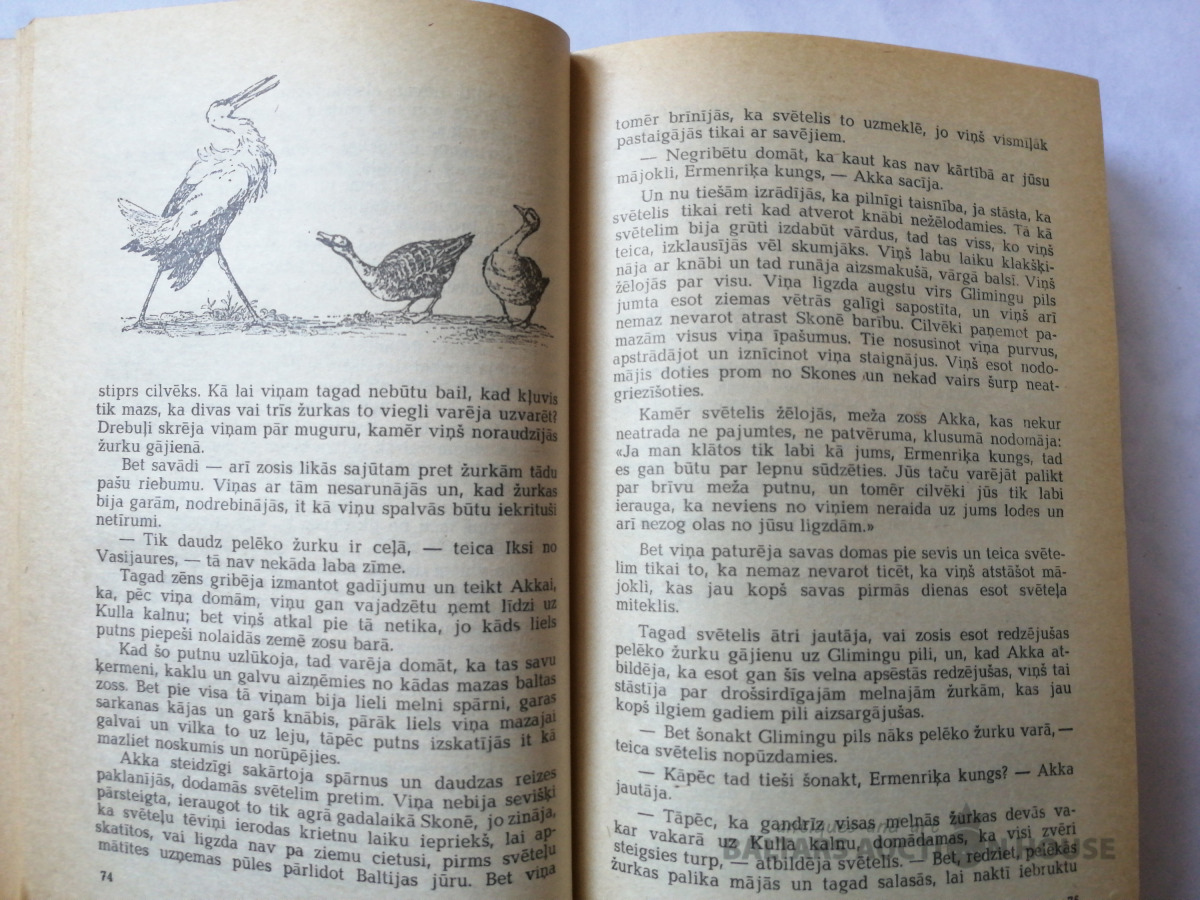 stiprs cilvēks. Kā lai viņam tagad nebūtu bail, kad kļuvis
tik mazs, ka divas vai trīs žurkas to viegli varēja uzvarēt?
Drebuļi skrēja viņam pār muguru, kamēr viņš noraudzījās
žurku gājienā.
Bet savādi — arī zosis likās sajūtam pret žurkām tādu
pašu riebumu. Viņas ar tām nesarunājās un, kad žurkas
bija garām, nodrebinājās, it kā viņu spalvās būtu iekrituši
netīrumi.
— Tik daudz pelēko žurku ir ceļā, — teica Iksi no
Vasijaures, — tā nav nekāda laba zīme.
Tagad zēns gribēja izmantot gadījumu un teikt Akkai,
ka, pēc viņa domām, viņu gan vajadzētu ņemt līdzi uz
Kulla kalnu; bet viņš atkal pie tā netika, jo kāds liels
putns piepeši nolaidās zemē zosu barā.
Kad šo putnu uzlūkoja, tad varēja domāt, ka tas savu
ķermeni, kaklu un galvu aizņēmies no kādas mazas baltas
zoss. Bet pie visa tā viņam bija lieli melni spārni, garas
sarkanas kājas un garš knābis, pārāk liels viņa mazajai
galvai un vilka to uz leju, tāpēc putns izskatījās it kā
mazliet noskumis un norūpējies.
Akka steidzīgi sakārtoja spārnus un daudzas reizes
paklanījās, dodamās svētelim pretim. Viņa nebija sevišķi
pārsteigta, ieraugot to tik agrā gadalaikā Skonē, jo zināja,
ka svēteļu tēviņi ierodas krietnu laiku iepriekš, lai ap-
skatītos, vai ligzda nav pa ziemu cietusi, pirms svēteļu
mātītes uzņemas pūles pārlidot Baltijas jūru. Bet viņa
74
tomēr brīnījās, ka svētelis to uzmeklē, jo viņš vismīļāk
pastaigājās tikai ar savējiem.
— Negribētu domāt, ka kaut kas nav kārtībā ar jūsu
mājokli, Ermenriķa kungs, — Akka sacīja.
Un nu tiešām izrādījās, ka pilnīgi taisnība, ja stāsta, ka
svētelis tikai reti kad atverot knābi nežēlodamies. Tā kā
svētelim bija grūti izdabūt vārdus, tad tas viss, ko viņš
teica, izklausījās vēl skumjāks. Viņš labu laiku klakšķi-
nāja ar knābi un tad runāja aizsmakušā, vārgā balsī. Viņš
žēlojās par visu. Viņa ligzda augstu virs Glimingu pils
jumta esot ziemas vētrās galīgi sapostīta, un viņš arī
nemaz nevarot atrast Skonē barību. Cilvēki paņemot pa-
mazām visus viņa īpašumus. Tie nosusinot viņa purvus,
apstrādājot un iznīcinot viņa staignājus. Viņš esot nodo-
mājis doties prom no Skones un nekad vairs šurp neat-
griezīšoties.
Kamēr svētelis žēlojās, meža zoss Akka, kas nekur
neatrada ne pajumtes, ne patvēruma, klusumā nodomāja:
«Ja man klātos tik labi kā jums, Ermenriķa kungs, tad
es gan būtu par lepnu sūdzēties. Jūs taču varējāt palikt
par brīvu meža putnu, un tomēr cilvēki jūs tik labi
ierauga, ka neviens no viņiem neraida uz jums lodes un
arī nezog olas no jūsu ligzdām.»
Bet viņa paturēja savas domas pie sevis un teica svēte-
lim tikai to, ka nemaz nevarot ticēt, ka viņš atstāšot mā-
jokli, kas jau kopš savas pirmās dienas esot svēteļa
miteklis.
Tagad svētelis ātri jautāja, vai zosis esot redzējušas
pelēko žurku gājienu uz Glimingu pili, un, kad Akka at-
bildēja, ka esot gan šīs velna apsēstās redzējušas, viņš tai
stāstīja par drošsirdīgajām melnajām žurkām, kas jau
kopš ilgiem gadiem pili aizsargājušas.
— Bet šonakt Glimingu pils nāks pelēko žurku varā, —
teica svētelis nopūzdamies.
— Kāpēc tad tieši šonakt, Ermenriķa kungs? — Akka
jautāja.
— Tāpēc, ka gandrīz visas melnās žurkas devās va-
kar vakarā uz Kulla kalnu, domādamas, ka visi zvēri
steigsies turp, — atbildēja svētelis. — Bet, redziet, pelēkās
žurkas palika mājās un tagad salasās, lai naktī iebruktu
75
antiques and art
BALTARS AUCTION HOUSE